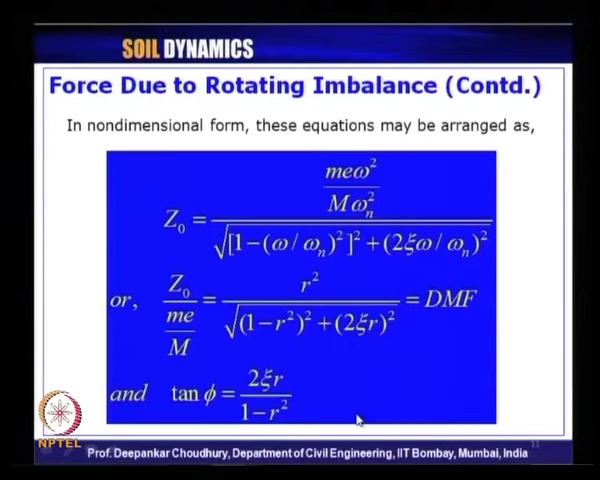 SOIL DYNAMICS
Force Due to Rotating Imbalance (Contd.)
In nondimensional form, these equations may be arranged as,
Z₀ = (meω² / Mωₙ²) / √([1−(ω/ωₙ)²]² + (2ξω/ωₙ)²)
or, Z₀ / (me / M) = r² / √((1−r²)² + (2ξr)²) = DMF
and tan ϕ = 2ξr / (1−r²)
NPTEL
11
Prof. Deepankar Choudhury, Department of Civil Engineering, IIT Bombay, Mumbai, India